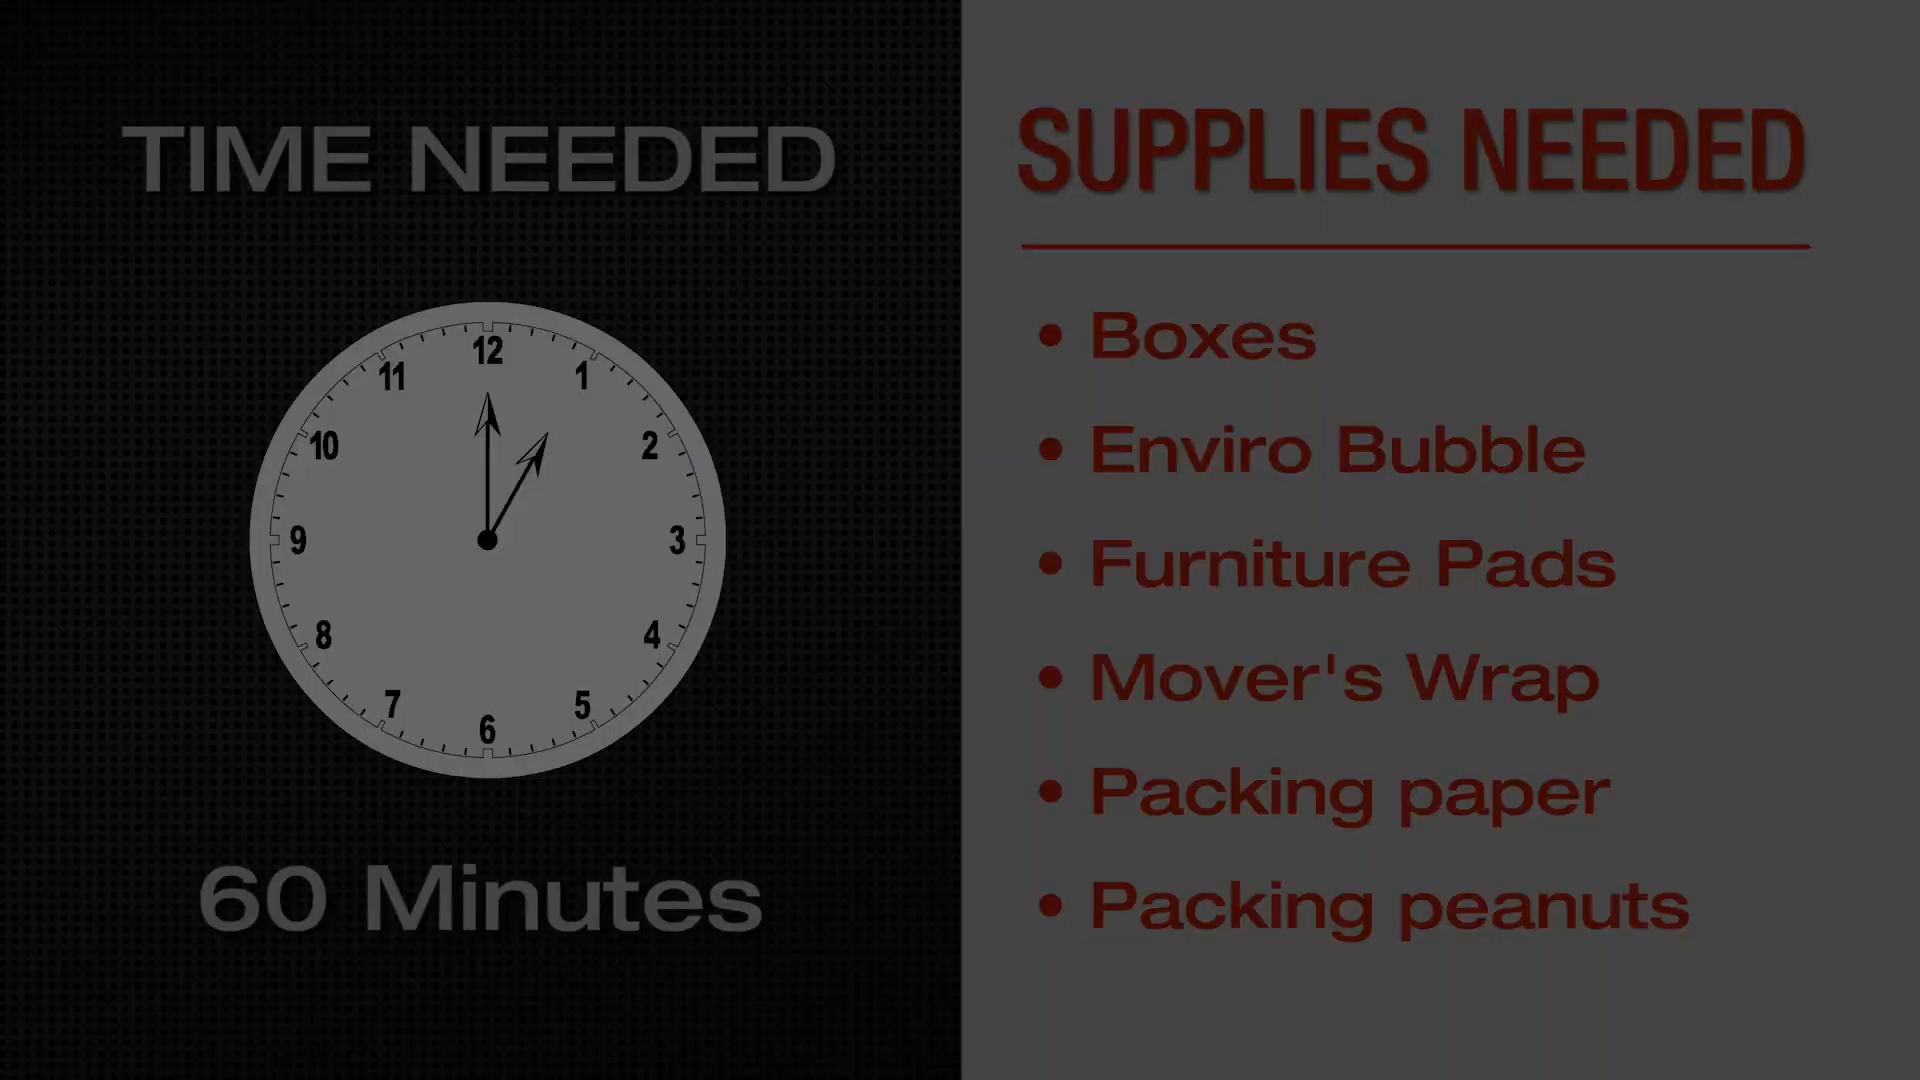 TIME NEEDED
12
11
1
10
2
9
3
8
4
7
5
6
60 Minutes
SUPPLIES NEEDED
• Boxes
• Enviro Bubble
• Furniture Pads
• Mover's Wrap
• Packing paper
• Packing peanuts